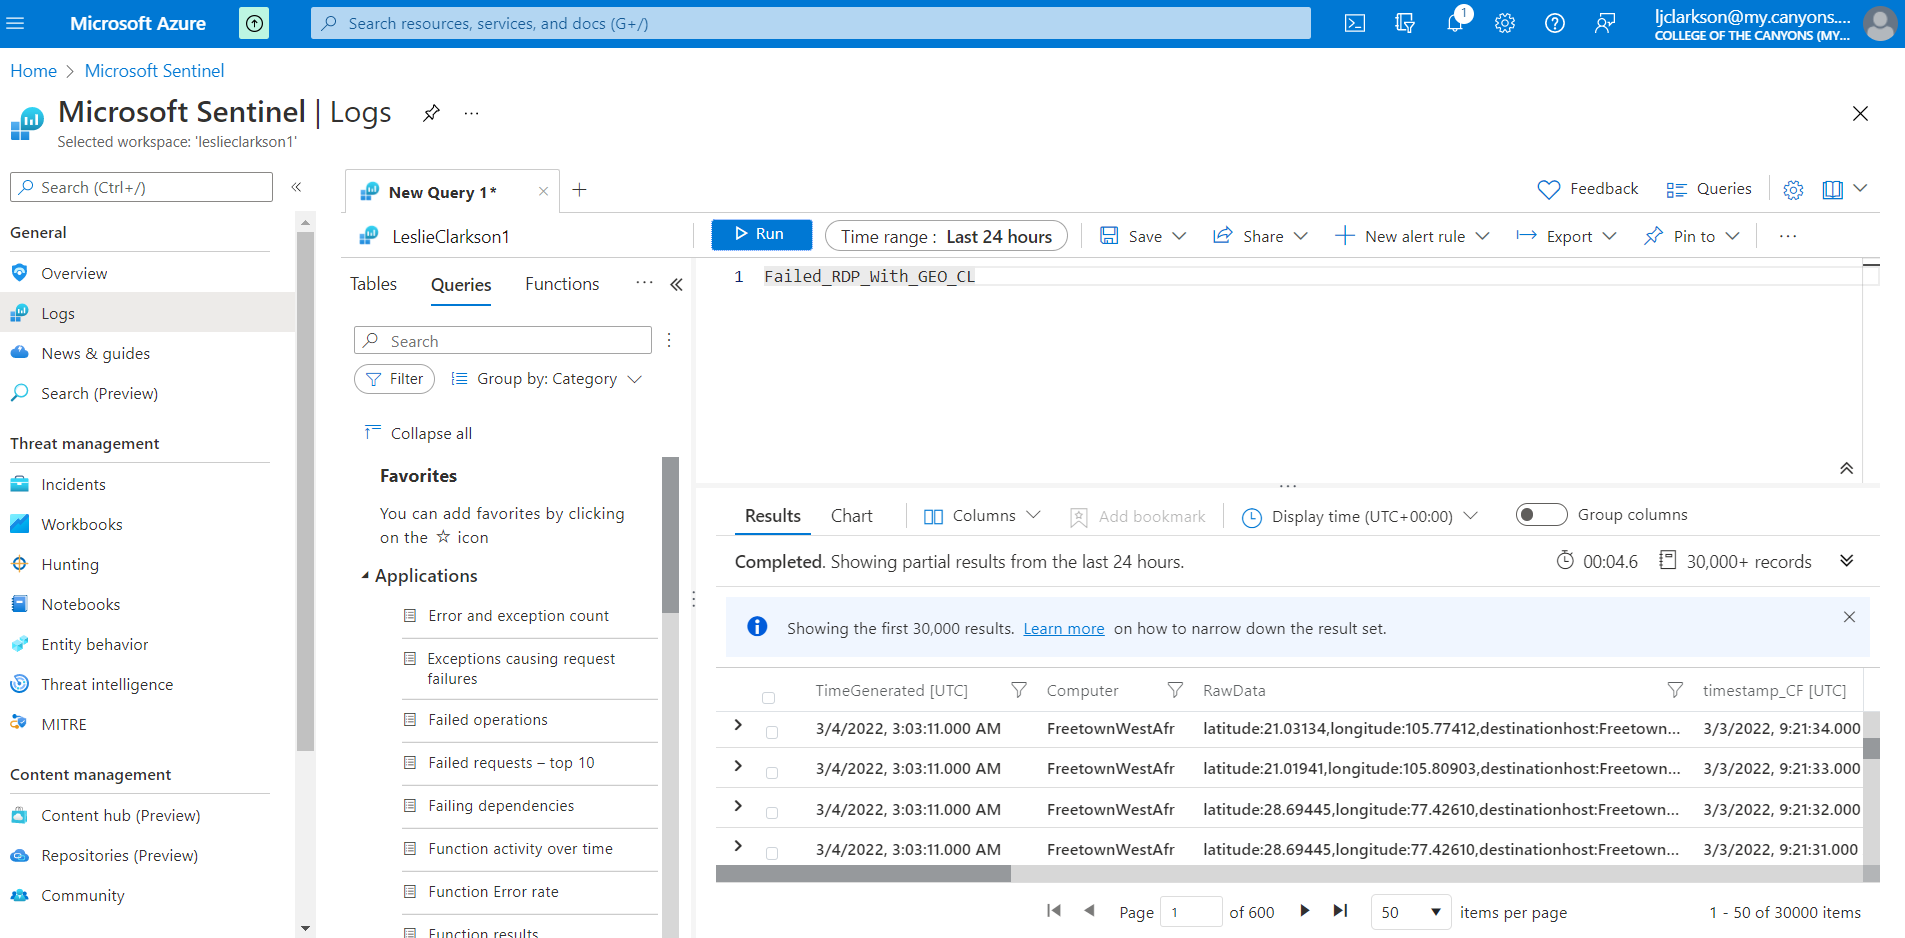 Microsoft Azure
Search resources, services, and docs (G+/)
1
ljclarkson@my.canyons....
COLLEGE OF THE CANYONS (MY...
Home > Microsoft Sentinel
Microsoft Sentinel | Logs
...
Selected workspace: 'leslieclarkson1'
Search (Ctrl+/)
General
Overview
Logs
News & guides
Search (Preview)
Threat management
Incidents
Workbooks
Hunting
Notebooks
Entity behavior
Threat intelligence
MITRE
Content management
Content hub (Preview)
Repositories (Preview)
Community
New Query 1*
Feedback
Queries
LeslieClarkson1
Run
Time range : Last 24 hours
Save
Share
New alert rule
Export
Pin to
...
Tables
Queries
Functions
...
Search
Filter
Group by: Category
Collapse all
Favorites
You can add favorites by clicking
on the ☆ icon
Applications
Error and exception count
Exceptions causing request
failures
Failed operations
Failed requests – top 10
Failing dependencies
Function activity over time
Function Error rate
Function results
1 Failed_RDP_With_GEO_CL
Results
Chart
Columns
Add bookmark
Display time (UTC+00:00)
Group columns
Completed. Showing partial results from the last 24 hours.
00:04.6
30,000+ records
Showing the first 30,000 results. Learn more on how to narrow down the result set.
TimeGenerated [UTC] Computer RawData timestamp_CF [UTC]
3/4/2022, 3:03:11.000 AM FreetownWestAfr latitude:21.03134,longitude:105.77412,destinationhost:Freetown... 3/3/2022, 9:21:34.000
3/4/2022, 3:03:11.000 AM FreetownWestAfr latitude:21.01941,longitude:105.80903,destinationhost:Freetown... 3/3/2022, 9:21:33.000
3/4/2022, 3:03:11.000 AM FreetownWestAfr latitude:28.69445,longitude:77.42610,destinationhost:Freetown... 3/3/2022, 9:21:32.000
3/4/2022, 3:03:11.000 AM FreetownWestAfr latitude:28.69445,longitude:77.42610,destinationhost:Freetown... 3/3/2022, 9:21:31.000
Page 1 of 600
50 items per page
1 - 50 of 30000 items